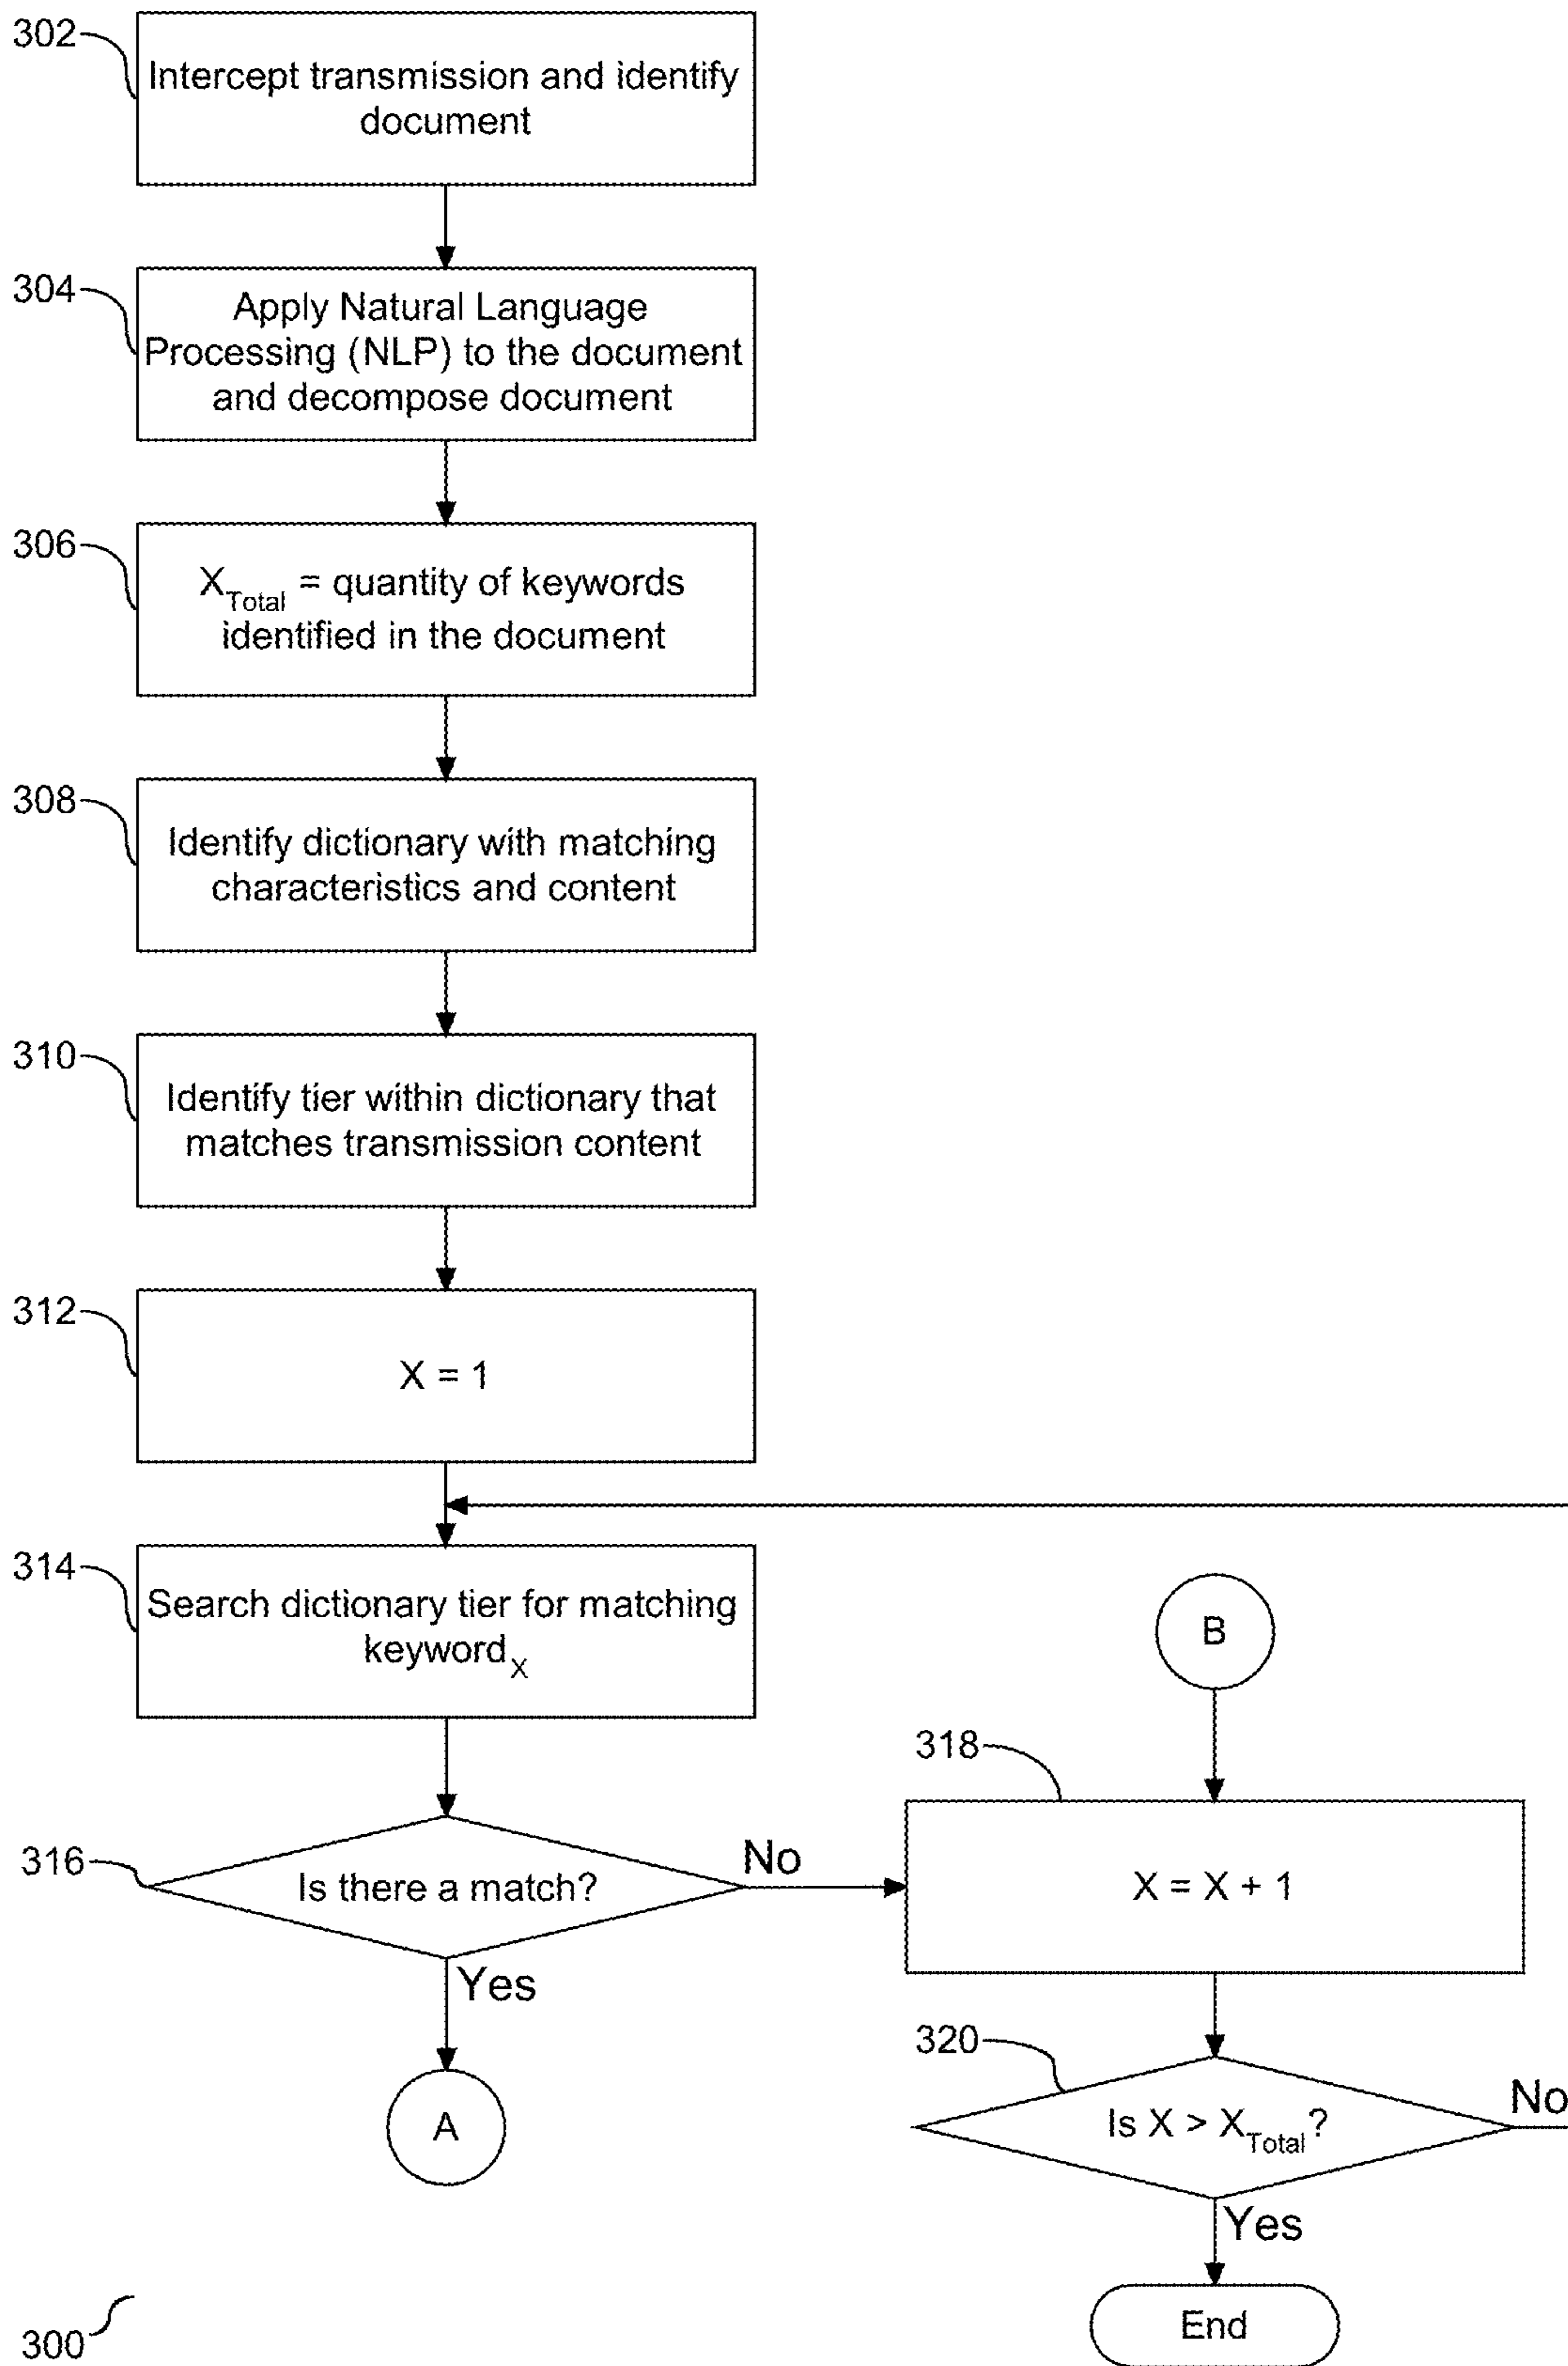 302
Intercept transmission and identify
document
304
Apply Natural Language
Processing (NLP) to the document
and decompose document
306
X_Total = quantity of keywords
identified in the document
308
Identify dictionary with matching
characteristics and content
310
Identify tier within dictionary that
matches transmission content
312
X = 1
314
Search dictionary tier for matching
keyword_X
B
318
316
Is there a match?
No
X = X + 1
Yes
320
A
Is X > X_Total?
No
Yes
End
300